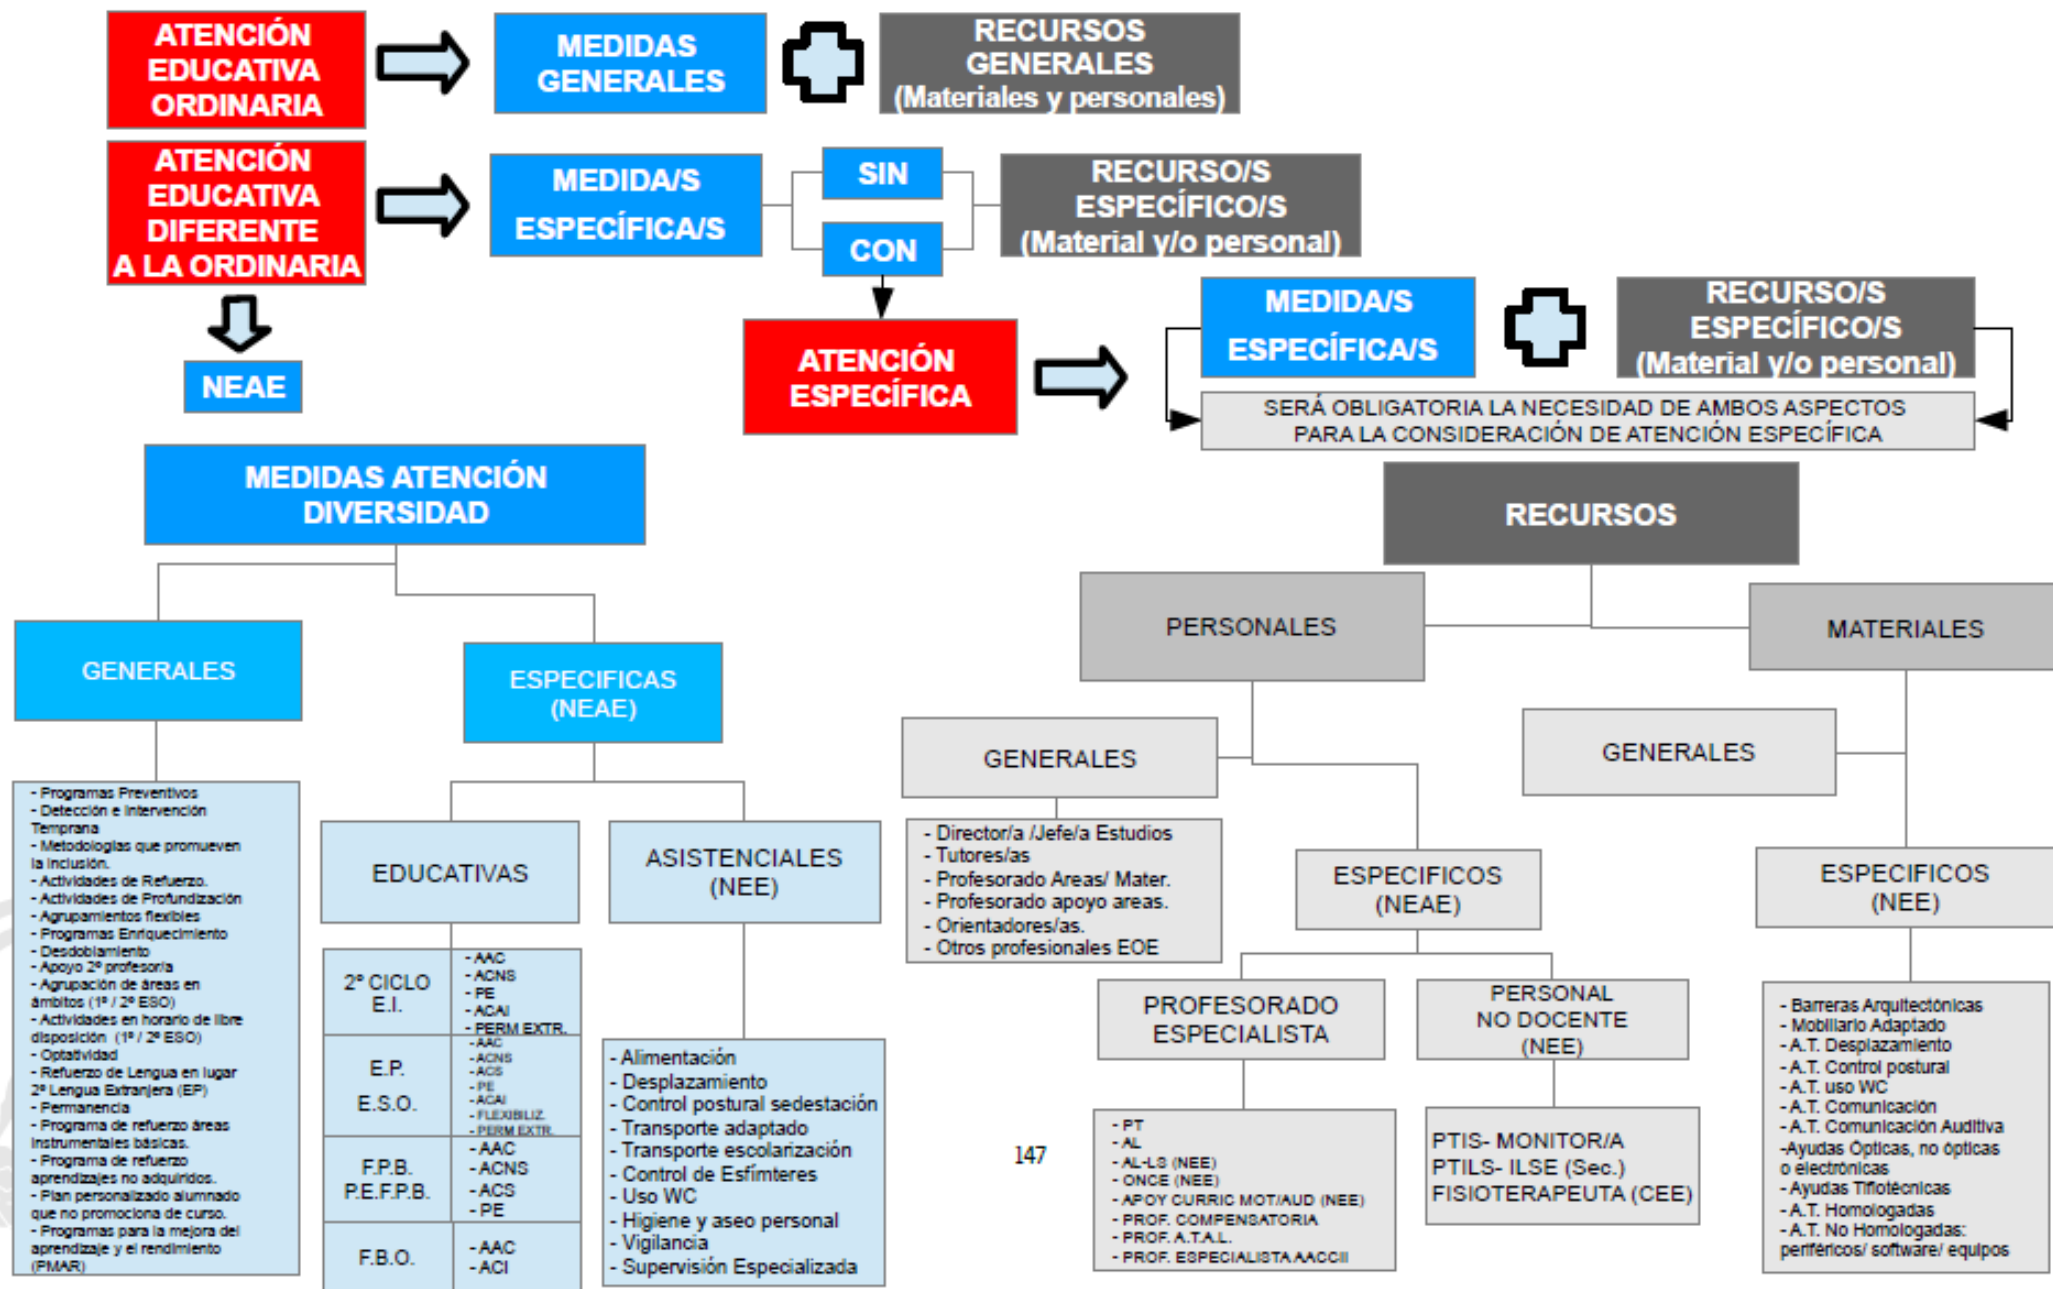 ATENCIÓN
EDUCATIVA
ORDINARIA
MEDIDAS
GENERALES
RECURSOS
GENERALES
(Materiales y personales)
ATENCIÓN
EDUCATIVA
DIFERENTE
A LA ORDINARIA
MEDIDA/S
ESPECÍFICA/S
SIN
CON
RECURSO/S
ESPECÍFICO/S
(Material y/o personal)
NEAE
ATENCIÓN
ESPECÍFICA
MEDIDA/S
ESPECÍFICA/S
RECURSO/S
ESPECÍFICO/S
(Material y/o personal)
SERÁ OBLIGATORIA LA NECESIDAD DE AMBOS ASPECTOS
PARA LA CONSIDERACIÓN DE ATENCIÓN ESPECÍFICA
MEDIDAS ATENCIÓN
DIVERSIDAD
GENERALES
ESPECIFICAS
(NEAE)
- Programas Preventivos
- Detección e Intervención
Temprana
- Metodologías que promueven
la Inclusión.
- Actividades de Refuerzo.
- Actividades de Profundización
- Agrupamientos flexibles
- Programas Enriquecimiento
- Desdoblamiento
- Apoyo 2º profesor/a
- Agrupación de áreas en
ámbitos (1º / 2º ESO)
- Actividades en horario de libre
disposición (1º / 2º ESO)
- Optatividad
- Refuerzo de Lengua en lugar
2º Lengua Extranjera (EP)
- Permanencia
- Programa de refuerzo áreas
Instrumentales básicas.
- Programa de refuerzo
aprendizajes no adquiridos.
- Plan personalizado alumnado
que no promociona de curso.
- Programas para la mejora del
aprendizaje y el rendimiento
(PMAR)
EDUCATIVAS
2º CICLO
E.I.
- AAC
- ACNS
- PE
- ACAI
- PERM EXTR.
E.P.
E.S.O.
- AAC
- ACNS
- ACS
- PE
- ACAI
- FLEXIBILIZ.
- PERM EXTR.
F.P.B.
P.E.F.P.B.
- AAC
- ACNS
- ACS
- PE
F.B.O.
- AAC
- ACI
ASISTENCIALES
(NEE)
- Alimentación
- Desplazamiento
- Control postural sedestación
- Transporte adaptado
- Transporte escolarización
- Control de Esfímteres
- Uso WC
- Higiene y aseo personal
- Vigilancia
- Supervisión Especializada
RECURSOS
PERSONALES
MATERIALES
GENERALES
- Director/a /Jefe/a Estudios
- Tutores/as
- Profesorado Areas/ Mater.
- Profesorado apoyo areas.
- Orientadores/as.
- Otros profesionales EOE
ESPECIFICOS
(NEAE)
PROFESORADO
ESPECIALISTA
- PT
- AL
- AL-LS (NEE)
- ONCE (NEE)
- APOY CURRIC MOT/AUD (NEE)
- PROF. COMPENSATORIA
- PROF. A.T.A.L.
- PROF. ESPECIALISTA AACCII
PERSONAL
NO DOCENTE
(NEE)
PTIS- MONITOR/A
PTILS- ILSE (Sec.)
FISIOTERAPEUTA (CEE)
GENERALES
ESPECIFICOS
(NEE)
- Barreras Arquitectónicas
- Mobiliario Adaptado
- A.T. Desplazamiento
- A.T. Control postural
- A.T. uso WC
- A.T. Comunicación
- A.T. Comunicación Auditiva
-Ayudas Ópticas, no ópticas
o electrónicas
- Ayudas Tiflotécnicas
- A.T. Homologadas
- A.T. No Homologadas:
periféricos/ software/ equipos
147